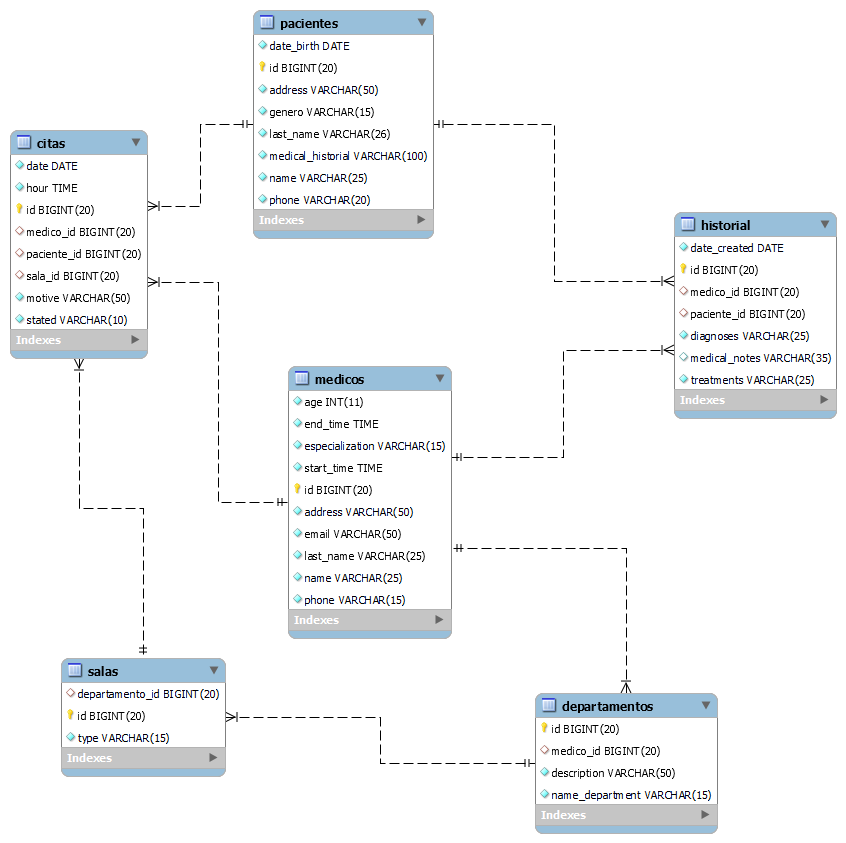 pacientes
date_birth DATE
id BIGINT(20)
address VARCHAR(50)
genero VARCHAR(15)
last_name VARCHAR(26)
medical_historial VARCHAR(100)
name VARCHAR(25)
phone VARCHAR(20)
Indexes
citas
date DATE
hour TIME
id BIGINT(20)
medico_id BIGINT(20)
paciente_id BIGINT(20)
sala_id BIGINT(20)
motive VARCHAR(50)
stated VARCHAR(10)
Indexes
historial
date_created DATE
id BIGINT(20)
medico_id BIGINT(20)
paciente_id BIGINT(20)
diagnoses VARCHAR(25)
medical_notes VARCHAR(35)
treatments VARCHAR(25)
Indexes
medicos
age INT(11)
end_time TIME
especialization VARCHAR(15)
start_time TIME
id BIGINT(20)
address VARCHAR(50)
email VARCHAR(50)
last_name VARCHAR(25)
name VARCHAR(25)
phone VARCHAR(15)
Indexes
salas
departamento_id BIGINT(20)
id BIGINT(20)
type VARCHAR(15)
Indexes
departamentos
id BIGINT(20)
medico_id BIGINT(20)
description VARCHAR(50)
name_department VARCHAR(15)
Indexes